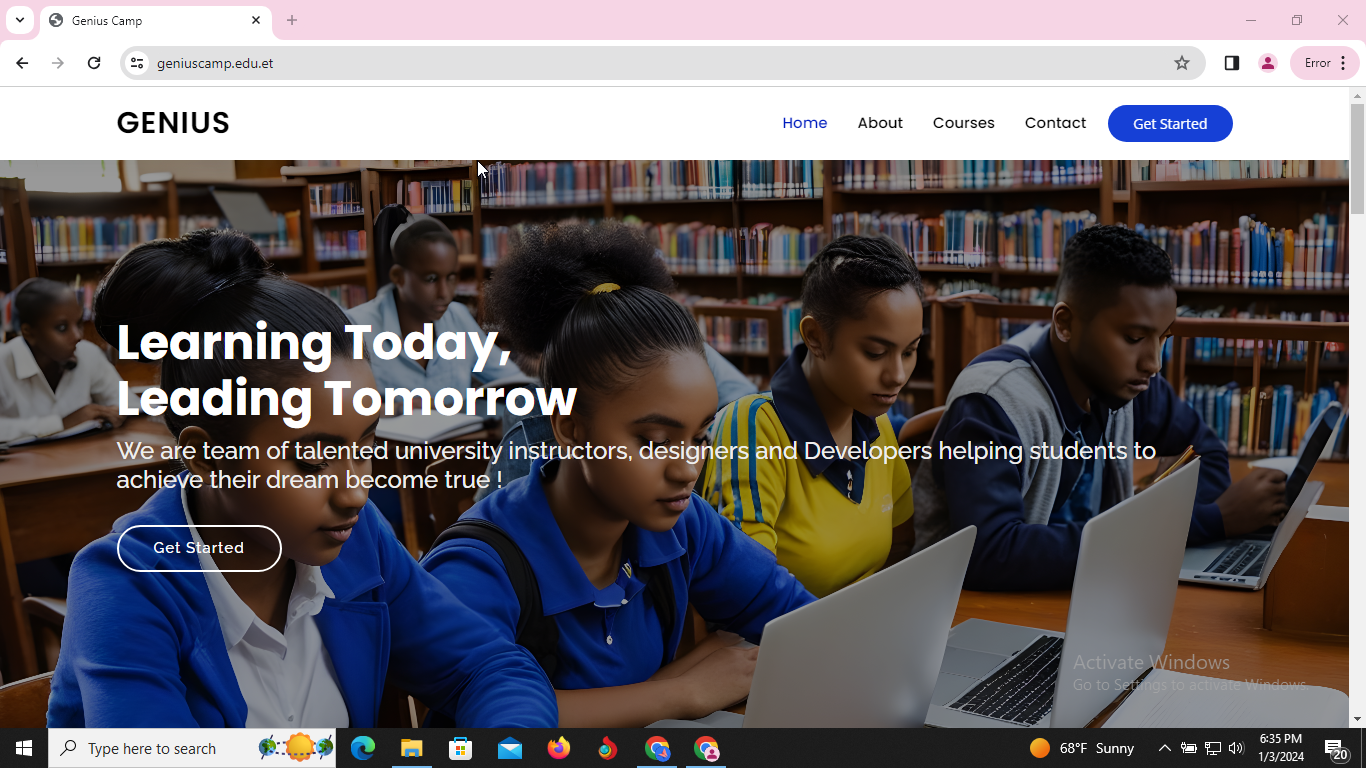 Genius Camp
geniuscamp.edu.et
Error
GENIUS
Home About Courses Contact Get Started
Learning Today,
Leading Tomorrow
We are team of talented university instructors, designers and Developers helping students to
achieve their dream become true !
Get Started
Activate Windows
Go to Settings to activate Windows.
Type here to search
68°F Sunny
6:35 PM
1/3/2024
20